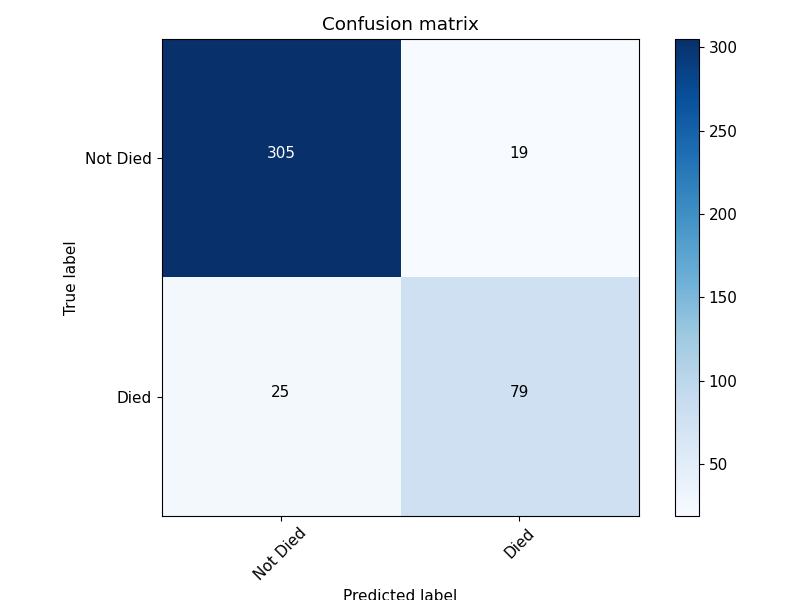 Confusion matrix
True label
Not Died
305
19
Died
25
79
Not Died
Died
Predicted label
300
250
200
150
100
50